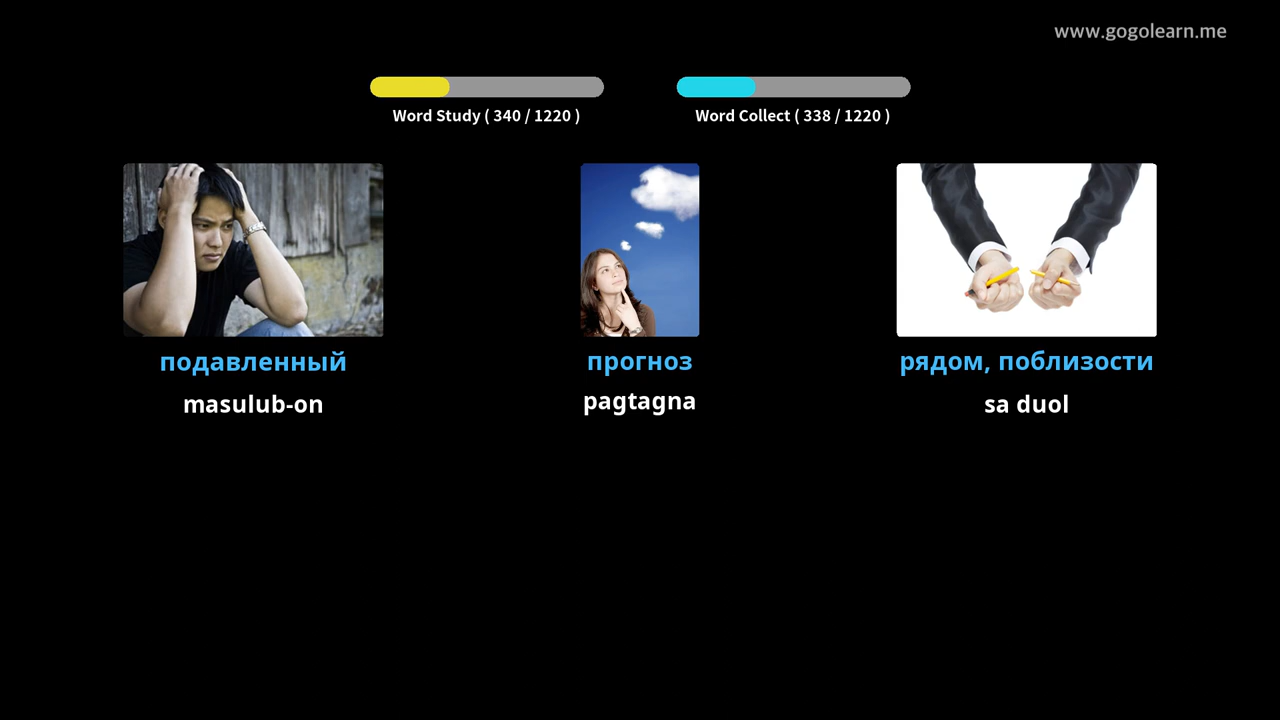 www.gogolearn.me
Word Study ( 340 / 1220 )
Word Collect ( 338 / 1220 )
подавленный
masulub-on
прогноз
pagtagna
рядом, поблизости
sa duol